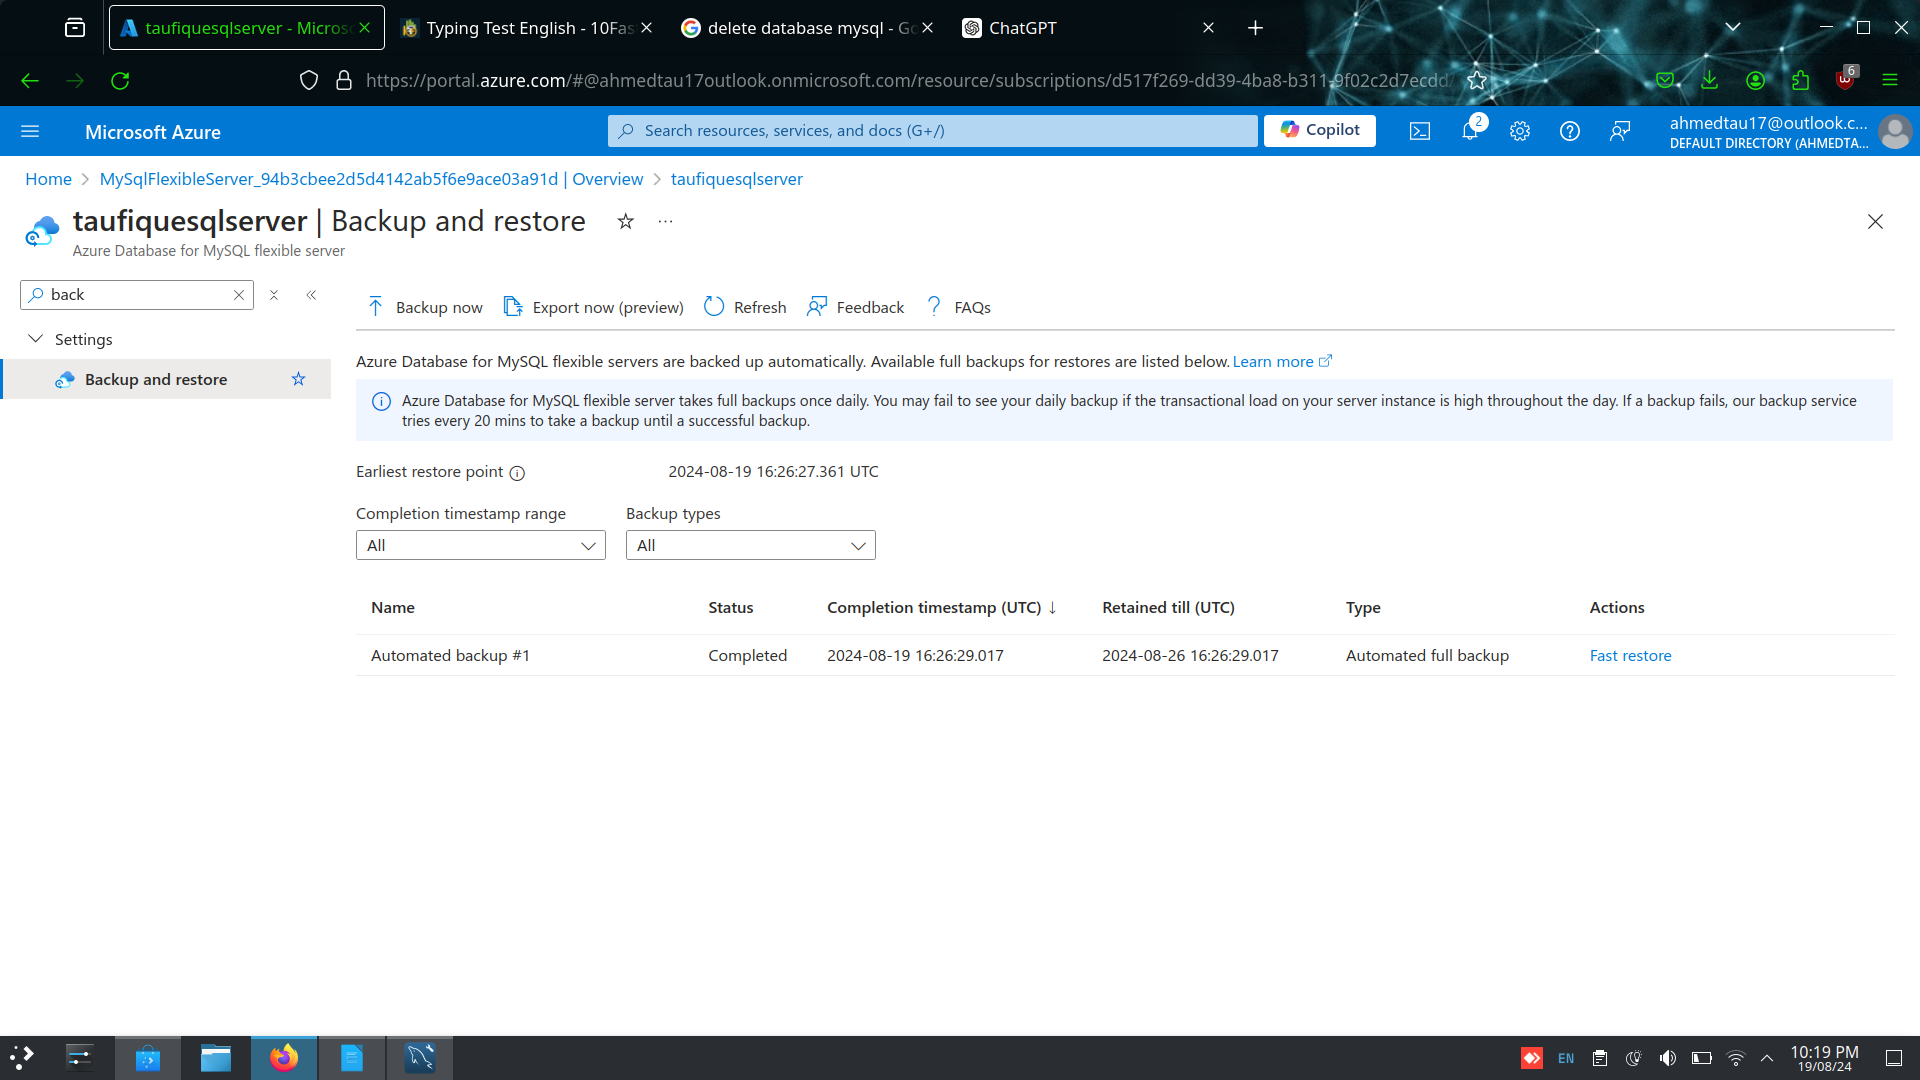 taufiquesqlserver - Micros
Typing Test English - 10Fas
delete database mysql - Go
ChatGPT
https://portal.azure.com/#@ahmedtau17outlook.onmicrosoft.com/resource/subscriptions/d517f269-dd39-4ba8-b311-9f02c2d7ecdd/
6
Microsoft Azure
Search resources, services, and docs (G+/)
Copilot
2
ahmedtau17@outlook.c...
DEFAULT DIRECTORY (AHMEDTA...
Home > MySqlFlexibleServer_94b3cbee2d5d4142ab5f6e9ace03a91d | Overview > taufiquesqlserver
taufiquesqlserver | Backup and restore
Azure Database for MySQL flexible server
back
Settings
Backup and restore
Backup now
Export now (preview)
Refresh
Feedback
FAQs
Azure Database for MySQL flexible servers are backed up automatically. Available full backups for restores are listed below. Learn more
Azure Database for MySQL flexible server takes full backups once daily. You may fail to see your daily backup if the transactional load on your server instance is high throughout the day. If a backup fails, our backup service
tries every 20 mins to take a backup until a successful backup.
Earliest restore point 2024-08-19 16:26:27.361 UTC
Completion timestamp range Backup types
All All
Name Status Completion timestamp (UTC) ↓ Retained till (UTC) Type Actions
Automated backup #1 Completed 2024-08-19 16:26:29.017 2024-08-26 16:26:29.017 Automated full backup Fast restore
EN
10:19 PM
19/08/24